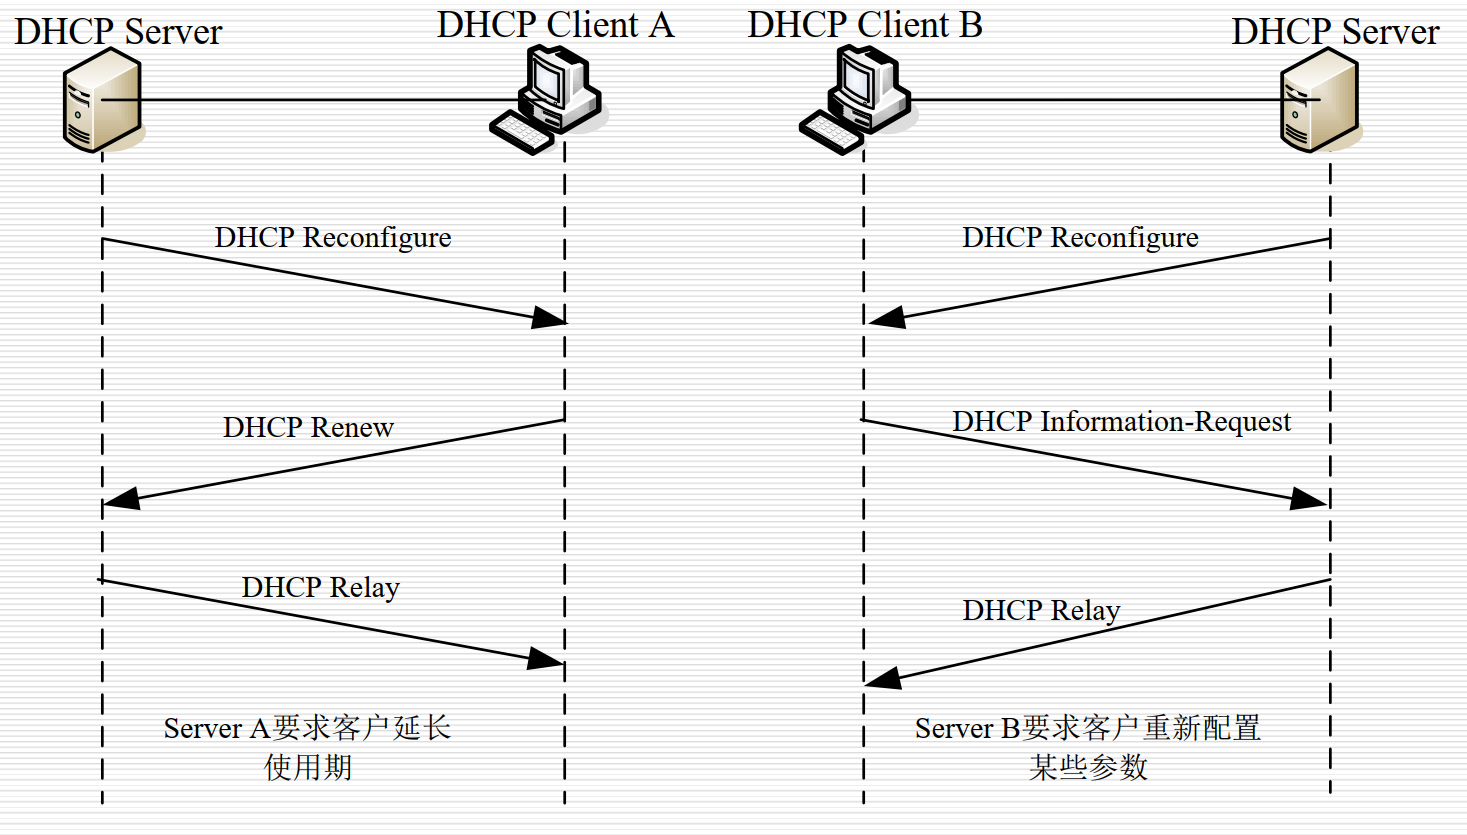 DHCP Server
DHCP Client A
DHCP Client B
DHCP Server
DHCP Reconfigure
DHCP Reconfigure
DHCP Renew
DHCP Information-Request
DHCP Relay
DHCP Relay
Server A要求客户延长
使用期
Server B要求客户重新配置
某些参数